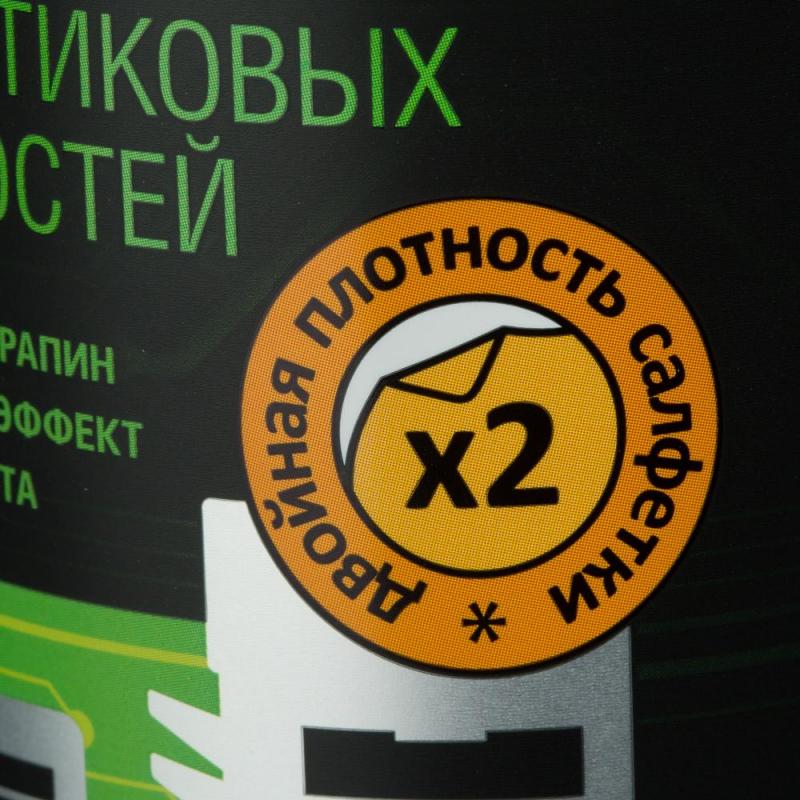 ТИКОВЫХ
ОСТЕЙ
РАПИН
ЭФФЕКТ
ТА
ДВОЙНАЯ ПЛОТНОСТЬ САЛФЕТКИ
x2
*